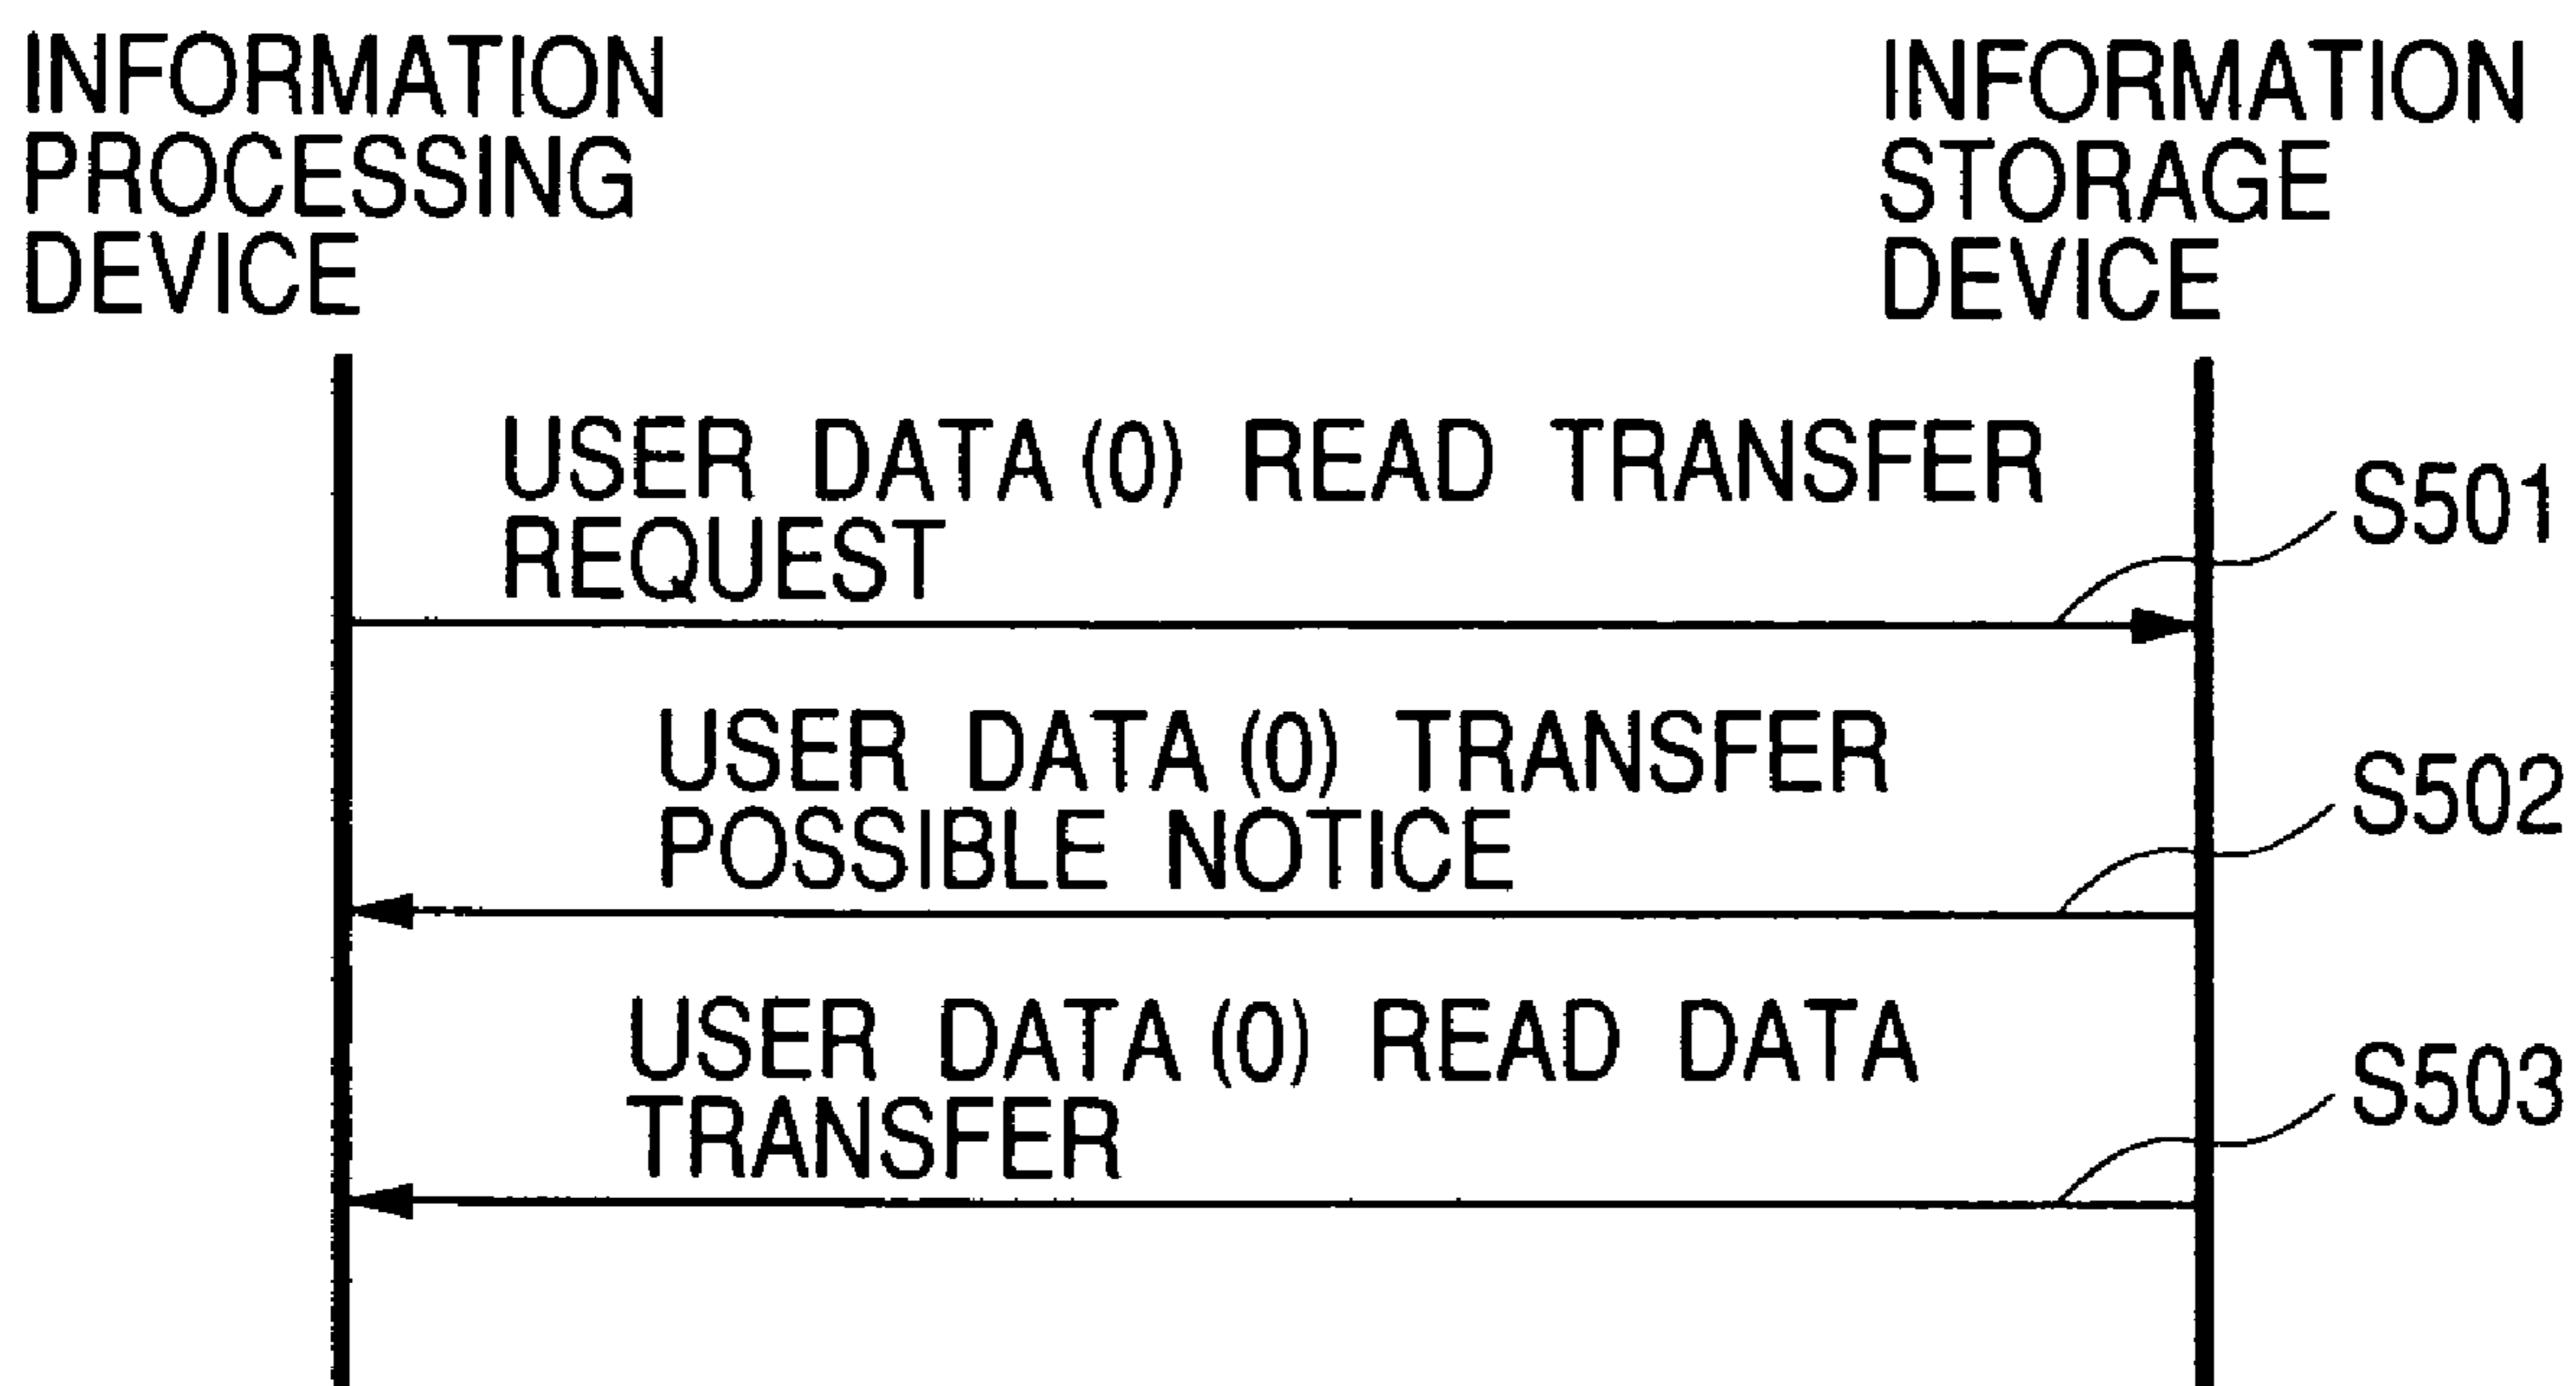 INFORMATION
PROCESSING
DEVICE
INFORMATION
STORAGE
DEVICE
USER DATA (0) READ TRANSFER
REQUEST
S501
USER DATA (0) TRANSFER
POSSIBLE NOTICE
S502
USER DATA (0) READ DATA
TRANSFER
S503